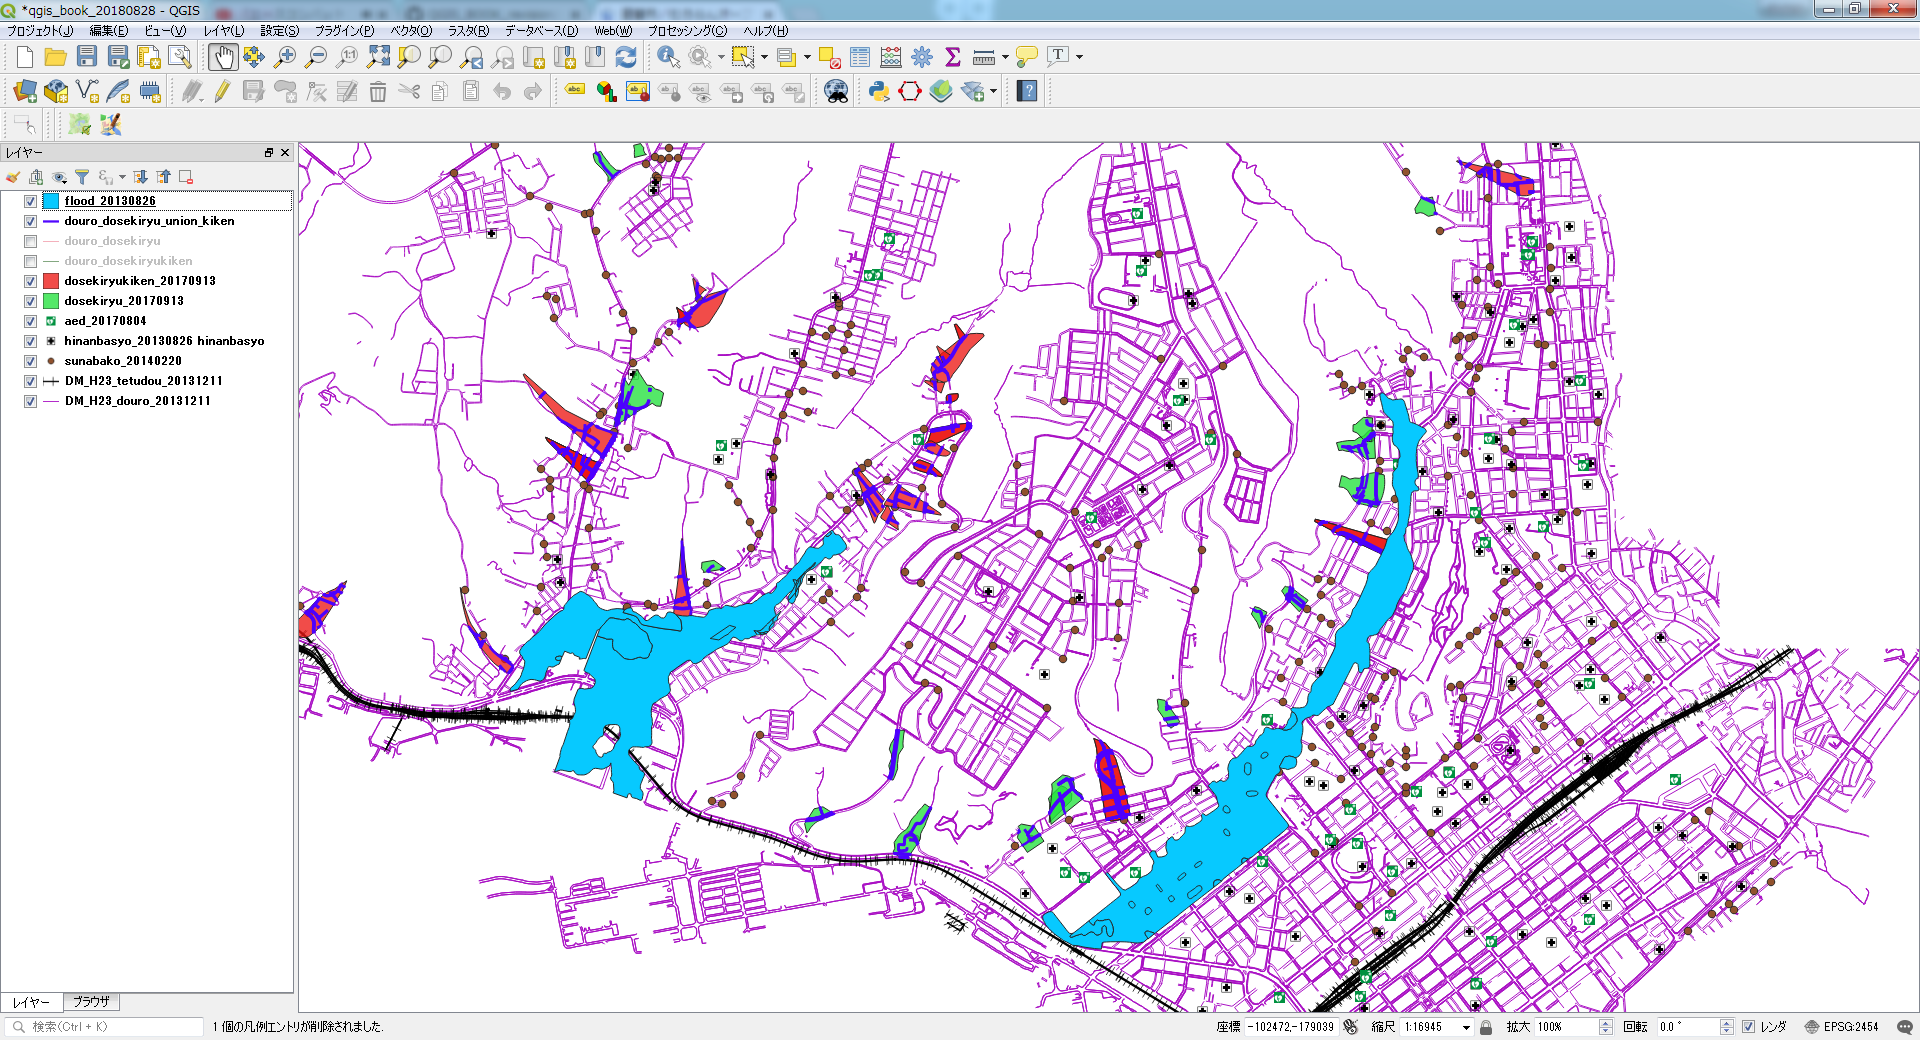 *qgis_book_20180828 - QGIS
プロジェクト(J) 編集(E) ビュー(V) レイヤ(L) 設定(S) プラグイン(P) ベクタ(O) ラスタ(R) データベース(D) Web(W) プロセッシング(C) ヘルプ(H)
レイヤー
flood_20130826
douro_dosekiryu_union_kiken
douro_dosekiryu
douro_dosekiryukiken
dosekiryukiken_20170913
dosekiryu_20170913
aed_20170804
hinanbasyo_20130826 hinanbasyo
sunabako_20140220
DM_H23_tetudou_20131211
DM_H23_douro_20131211
レイヤー ブラウザ
検索(Ctrl + K) 1 個の凡例エントリが削除されました. 座標 -102472,-179039 縮尺 1:16945 拡大 100% 回転 0.0 ° レンダ EPSG:2454